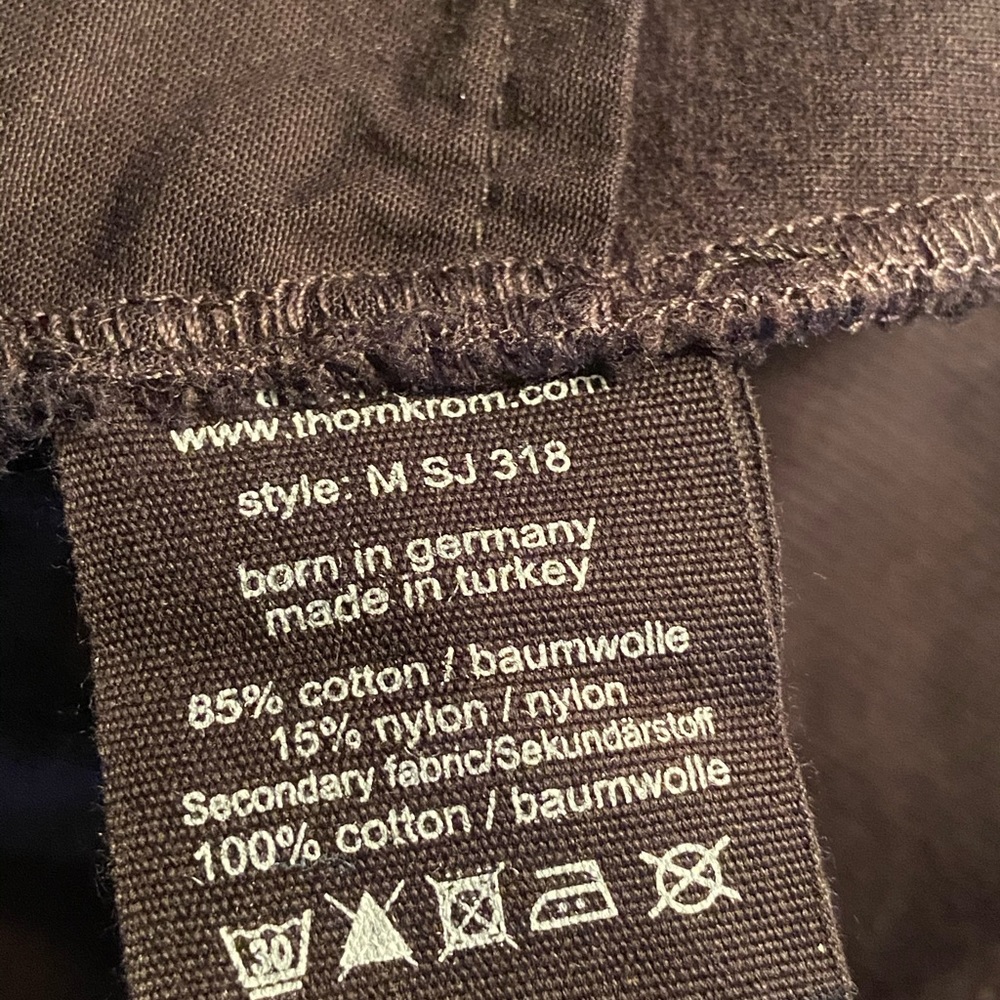 www.thomkrom.com
style: M SJ 318
born in germany
made in turkey
85% cotton / baumwolle
15% nylon / nylon
Secondary fabric/Sekundärstoff
100% cotton / baumwolle
30